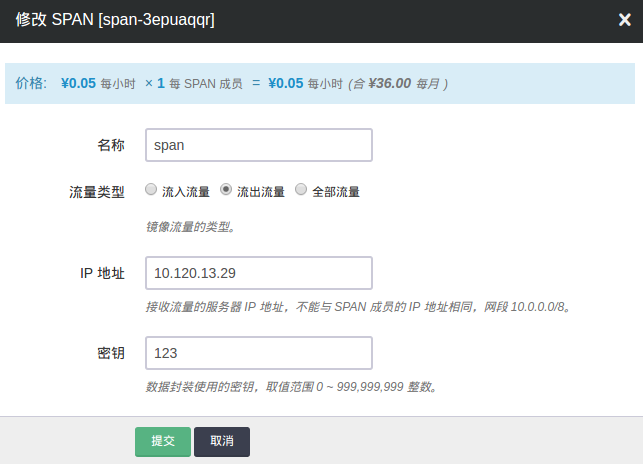 修改 SPAN [span-3epuaqqr]
价格: ¥0.05 每小时 × 1 每 SPAN 成员 = ¥0.05 每小时 (合 ¥36.00 每月 )
名称 span
流量类型 流入流量 流出流量 全部流量
镜像流量的类型。
IP 地址 10.120.13.29
接收流量的服务器 IP 地址，不能与 SPAN 成员的 IP 地址相同，网段 10.0.0.0/8。
密钥 123
数据封装使用的密钥，取值范围 0 ~ 999,999,999 整数。
提交 取消